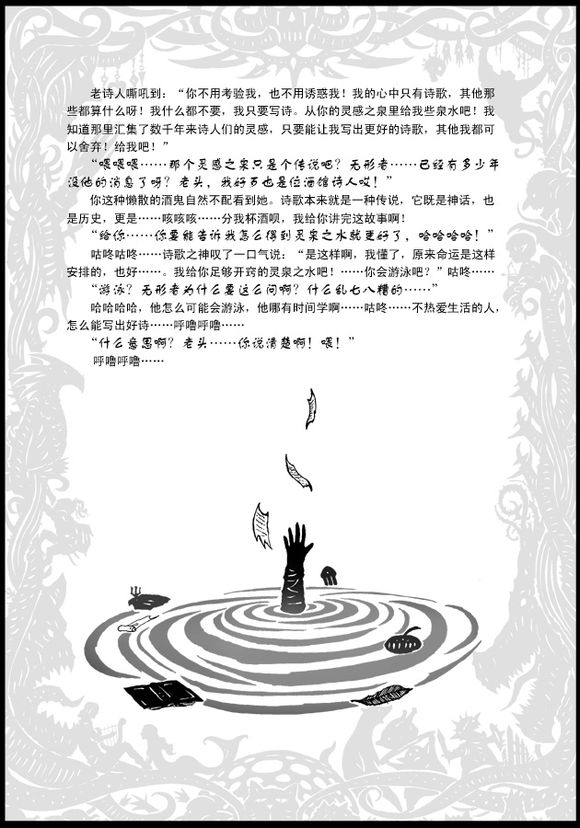 老诗人嘶吼到：“你不用考验我，也不用诱惑我！我的心中只有诗歌，其他那
些都算什么呀！我什么都不要，我只要写诗。从你的灵感之泉里给我些泉水吧！我
知道那里汇集了数千年来诗人们的灵感，只要能让我写出更好的诗歌，其他我都可
以舍弃！给我吧！”
“喂喂喂……那个灵感之泉只是个传说吧？无形者……已经有多少年
没他的消息了呀？老头，我好歹也是位酒馆诗人哎！”
你这种懒散的酒鬼自然不配看到她。诗歌本来就是一种传说，它既是神话，也
是历史，更是……咳咳咳……分我杯酒呗，我给你讲完这故事啊！
“给你……你要能告诉我怎么得到灵泉之水就更好了，哈哈哈哈！”
咕咚咕咚……诗歌之神叹了一口气说：“是这样啊，我懂了，原来命运是这样
安排的，也好……。我给你足够开窍的灵泉之水吧！……你会游泳吧？”咕咚……
“游泳？无形者为什么要这么问啊？什么乱七八糟的……”
哈哈哈哈，他怎么可能会游泳，他哪有时间学啊……咕咚……不热爱生活的人，
怎么能写出好诗……呼噜呼噜……
“什么意思啊？老头……你说清楚啊！喂！”
呼噜呼噜……